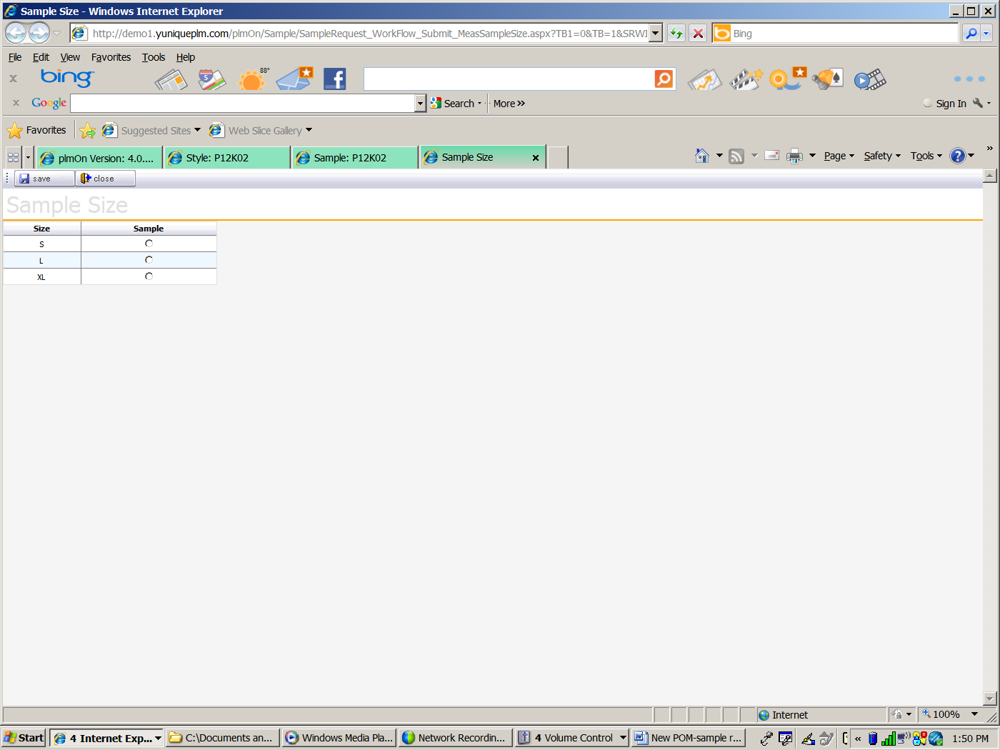 Sample Size - Windows Internet Explorer
http://demo1.yuniqueplm.com/plmOn/Sample/SampleRequest_WorkFlow_Submit_MeasSampleSize.aspx?TB1=0&TB=1&SRWI
Bing
File Edit View Favorites Tools Help
x bing 5 88°
x Google Search More »» Sign In
Favorites Suggested Sites Web Slice Gallery
plmOn Version: 4.0.... Style: P12K02 Sample: P12K02 Sample Size x Page Safety Tools ? »
save close
Sample Size
Size Sample
S
L
XL
Internet 100%
Start 4 Internet Exp... C:\Documents an... Windows Media Pla... Network Recordin... 4 Volume Control New POM-sample r... « 1:50 PM